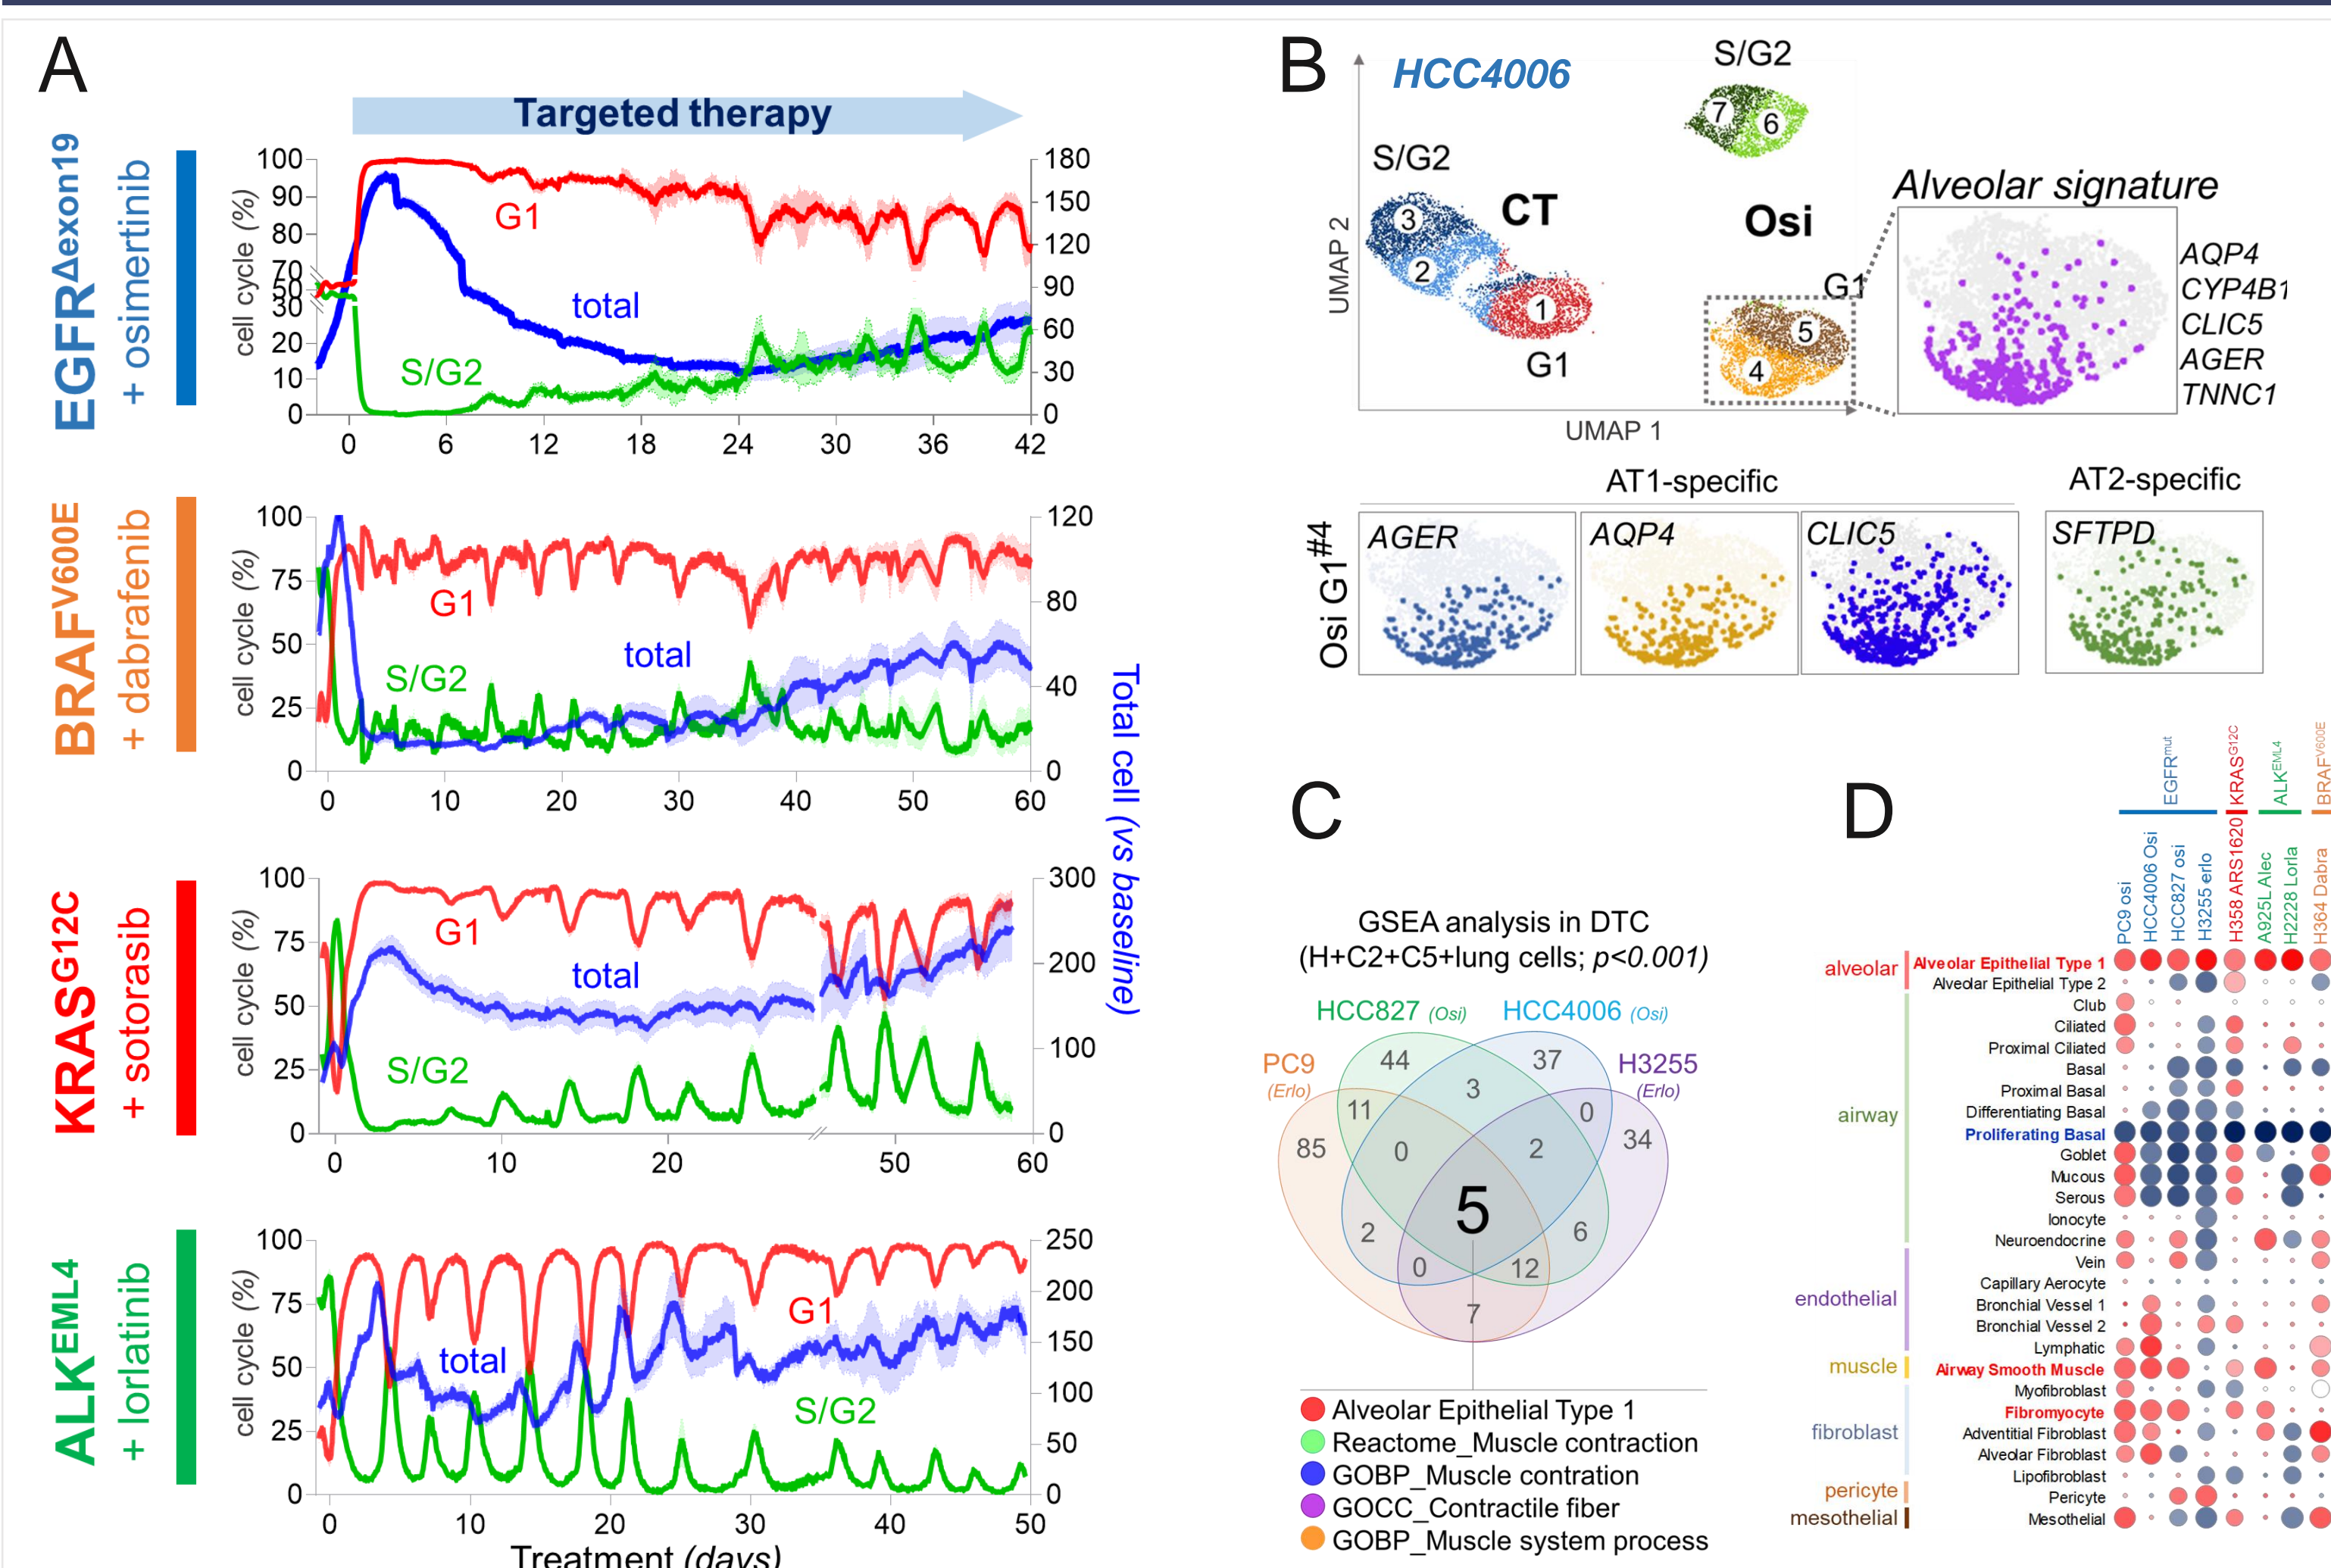 A
Targeted therapy
EGFRΔexon19
+ osimertinib
cell cycle (%)
100
90
80
70
50
30
20
10
0
180
150
120
90
60
30
0
G1
total
S/G2
0 6 12 18 24 30 36 42
BRAFV600E
+ dabrafenib
cell cycle (%)
100
75
50
25
0
120
80
40
0
G1
total
S/G2
0 10 20 30 40 50 60
Total cell (vs baseline)
KRASG12C
+ sotorasib
cell cycle (%)
100
75
50
25
0
300
200
100
0
G1
total
S/G2
0 10 20 50 60
ALKEML4
+ lorlatinib
cell cycle (%)
100
75
50
25
0
250
200
150
100
50
0
G1
total
S/G2
0 10 20 30 40 50
Treatment (days)
B
HCC4006
S/G2
7 6
S/G2
3
2
CT
1
G1
Osi
G1
5
4
UMAP 2
UMAP 1
Alveolar signature
AQP4
CYP4B1
CLIC5
AGER
TNNC1
AT1-specific
AT2-specific
Osi G1#4
AGER
AQP4
CLIC5
SFTPD
C
GSEA analysis in DTC
(H+C2+C5+lung cells; p<0.001)
HCC827 (Osi)
HCC4006 (Osi)
PC9
(Erlo)
H3255
(Erlo)
44
37
3
11
0
85
0
2
34
5
2
6
0
12
7
Alveolar Epithelial Type 1
Reactome_Muscle contraction
GOBP_Muscle contration
GOCC_Contractile fiber
GOBP_Muscle system process
D
EGFRmut
KRASG12C
ALKEML4
BRAFV600E
PC9 osi
HCC4006 Osi
HCC827 osi
H3255 erlo
H358 ARS1620
A925L Alec
H2228 Lorla
H364 Dabra
alveolar
Alveolar Epithelial Type 1
Alveolar Epithelial Type 2
airway
Club
Ciliated
Proximal Ciliated
Basal
Proximal Basal
Differentiating Basal
Proliferating Basal
Goblet
Mucous
Serous
Ionocyte
Neuroendocrine
endothelial
Vein
Capillary Aerocyte
Bronchial Vessel 1
Bronchial Vessel 2
Lymphatic
muscle
Airway Smooth Muscle
fibroblast
Myofibroblast
Fibromyocyte
Adventitial Fibroblast
Alveolar Fibroblast
Lipofibroblast
pericyte
Pericyte
mesothelial
Mesothelial